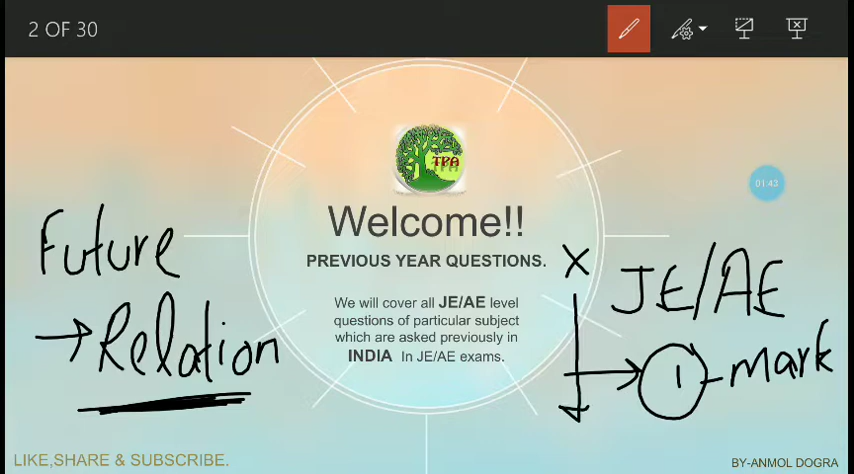 2 OF 30
TPA
01:43
Welcome!!
PREVIOUS YEAR QUESTIONS. X
Future
JE/AE
We will cover all JE/AE level
questions of particular subject
which are asked previously in
INDIA In JE/AE exams.
→ Relation
1 - mark
LIKE,SHARE & SUBSCRIBE.
BY-ANMOL DOGRA